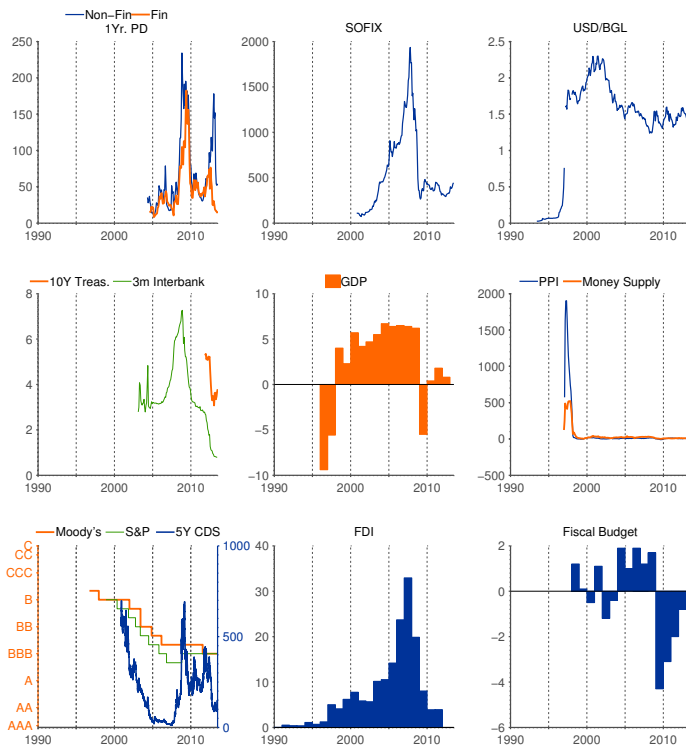 Non−Fin Fin
1Yr. PD
250
200
150
100
50
0
1990 2000 2010
SOFIX
2000
1500
1000
500
0
1990 2000 2010
USD/BGL
2.5
2
1.5
1
0.5
0
1990 2000 2010
10Y Treas. 3m Interbank
8
6
4
2
0
1990 2000 2010
GDP
10
5
0
−5
−10
1990 2000 2010
PPI Money Supply
2000
1500
1000
500
0
−500
1990 2000 2010
Moody's S&P 5Y CDS
C
CC
CCC
B
BB
BBB
A
AA
AAA
1000
500
0
1990 2000 2010
FDI
40
30
20
10
0
1990 2000 2010
Fiscal Budget
2
0
−2
−4
−6
1990 2000 2010